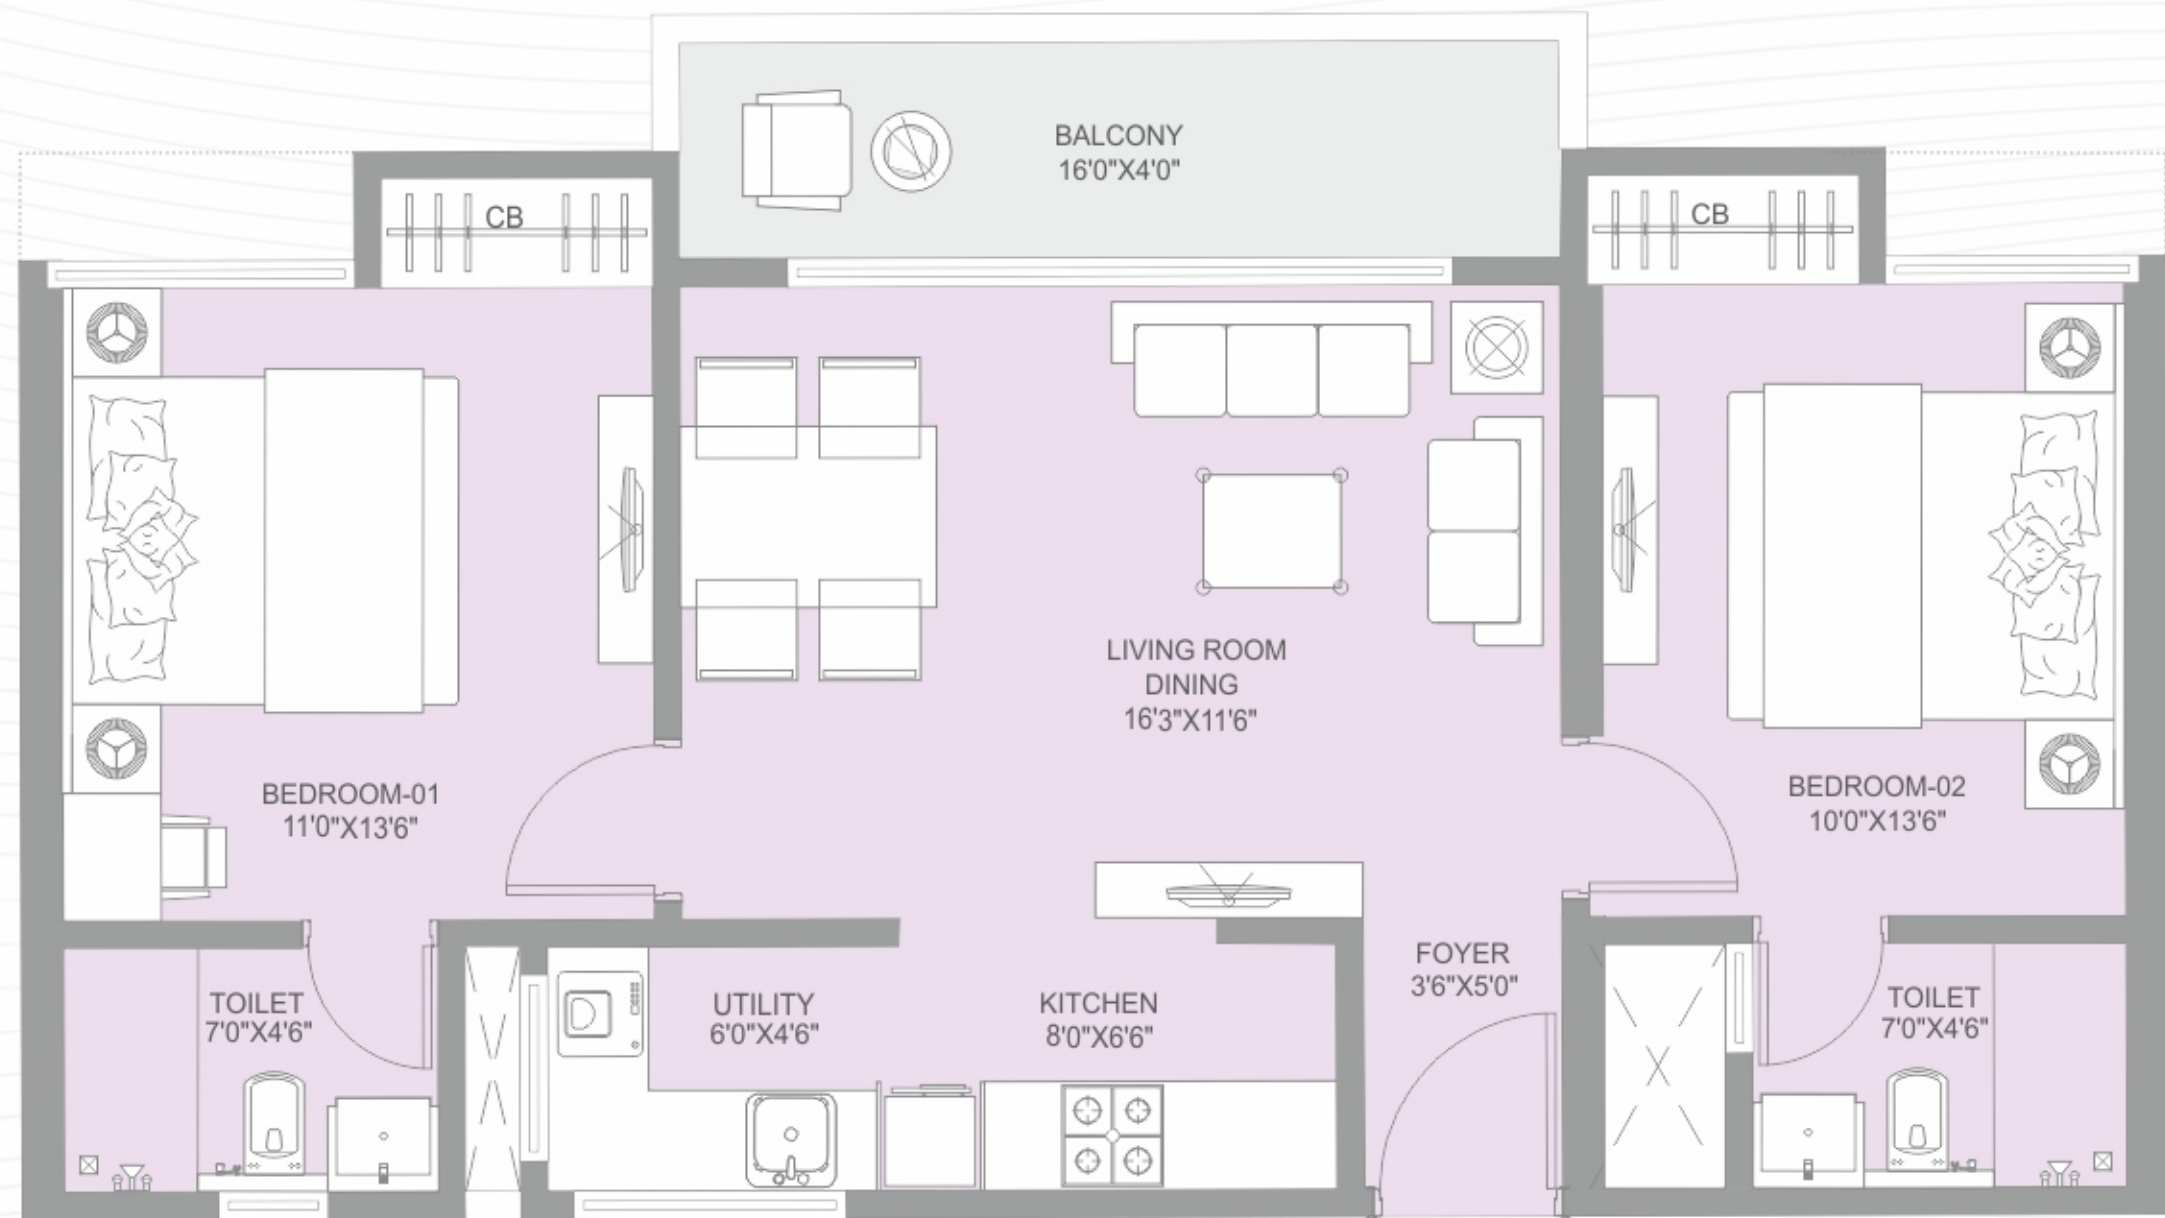 BALCONY
16'0"X4'0"
CB
CB
LIVING ROOM
DINING
16'3"X11'6"
BEDROOM-01
11'0"X13'6"
BEDROOM-02
10'0"X13'6"
FOYER
3'6"X5'0"
TOILET
7'0"X4'6"
UTILITY
6'0"X4'6"
KITCHEN
8'0"X6'6"
TOILET
7'0"X4'6"